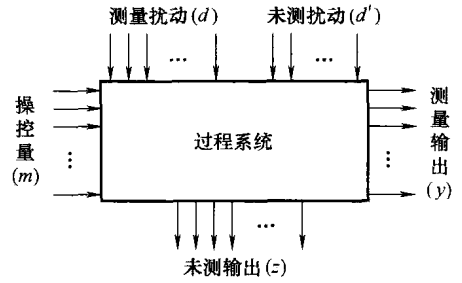 测量扰动(d)
未测扰动(d')
···
···
操控量(m)
⋮
过程系统
测量输出(y)
⋮
···
未测输出(z)